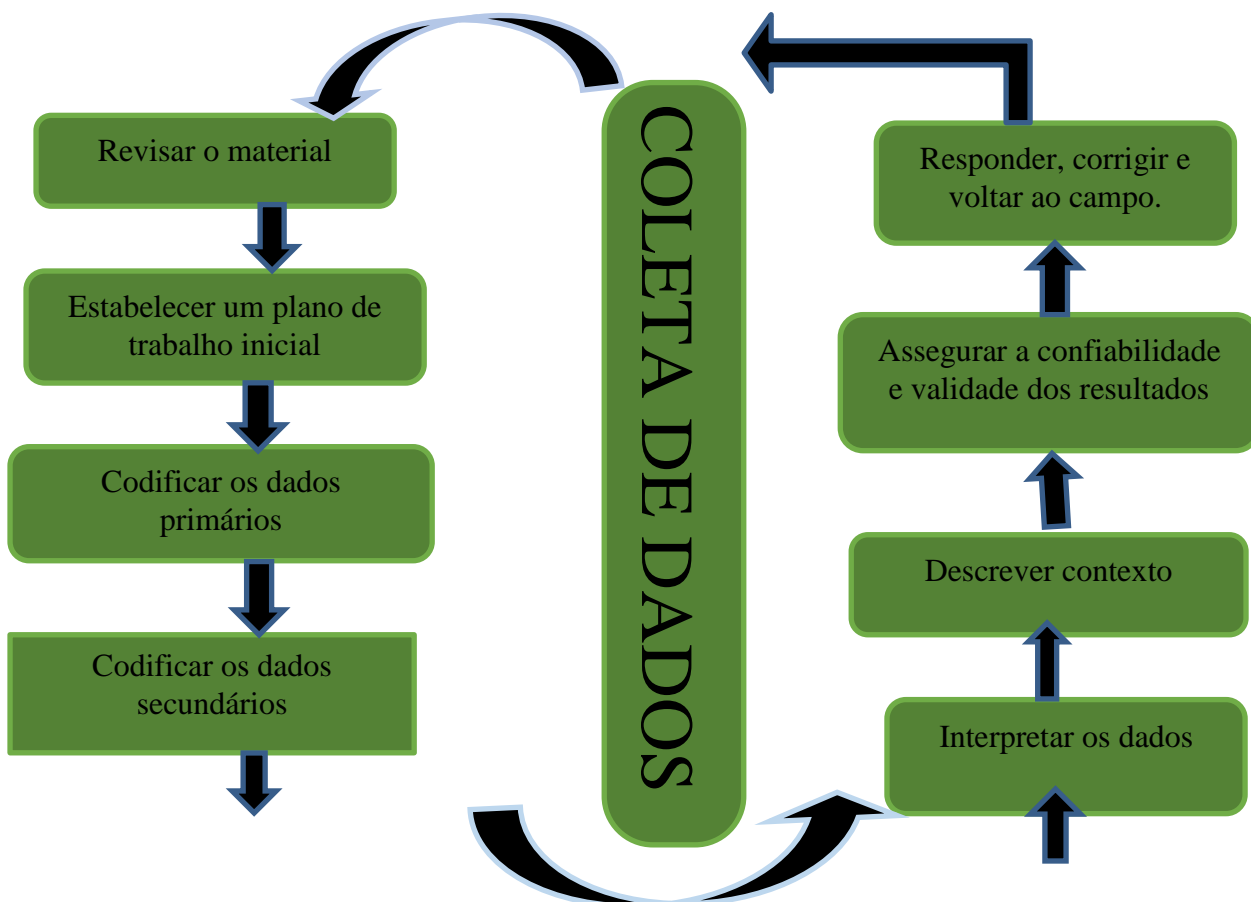 Revisar o material
Estabelecer um plano de
trabalho inicial
Codificar os dados
primários
Codificar os dados
secundários
COLETA DE DADOS
Responder, corrigir e
voltar ao campo.
Assegurar a confiabilidade
e validade dos resultados
Descrever contexto
Interpretar os dados